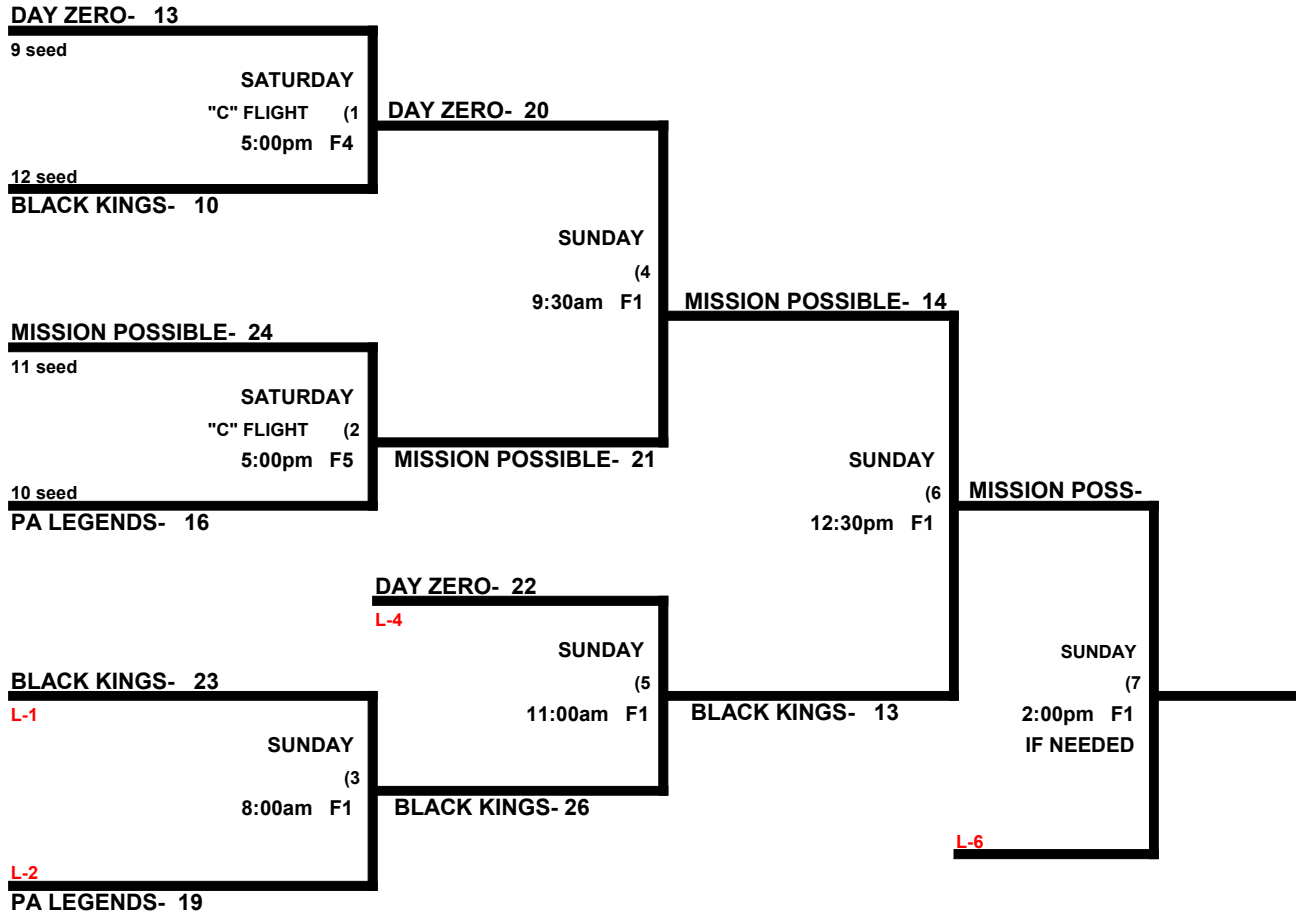 DAY ZERO-  13
9 seed
SATURDAY
"C" FLIGHT (1
5:00pm F4
12 seed
BLACK KINGS-  10
DAY ZERO-  20
SUNDAY
(4
9:30am F1
MISSION POSSIBLE-  24
11 seed
SATURDAY
"C" FLIGHT (2
5:00pm F5
10 seed
PA LEGENDS-  16
MISSION POSSIBLE-  21
MISSION POSSIBLE-  14
SUNDAY
(6
12:30pm F1
MISSION POSS-
DAY ZERO-  22
L-4
SUNDAY
(5
11:00am F1
BLACK KINGS-  23
L-1
SUNDAY
(3
8:00am F1
L-2
PA LEGENDS-  19
BLACK KINGS- 26
BLACK KINGS-  13
SUNDAY
(7
2:00pm F1
IF NEEDED
L-6